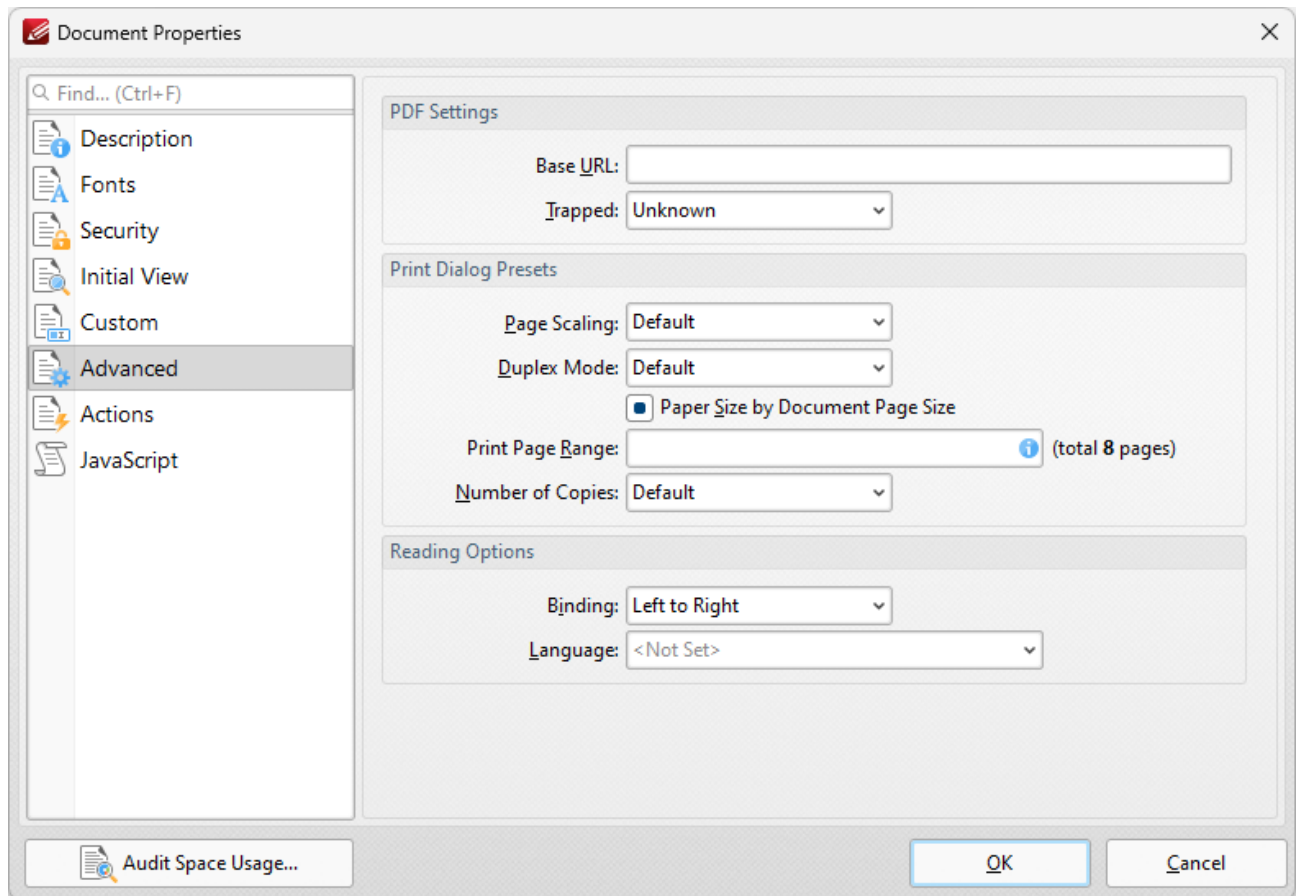 Document Properties
Find... (Ctrl+F)
Description
Fonts
Security
Initial View
Custom
Advanced
Actions
JavaScript
PDF Settings
Base URL:
Trapped: Unknown
Print Dialog Presets
Page Scaling: Default
Duplex Mode: Default
Paper Size by Document Page Size
Print Page Range: (total 8 pages)
Number of Copies: Default
Reading Options
Binding: Left to Right
Language: <Not Set>
Audit Space Usage...
OK
Cancel